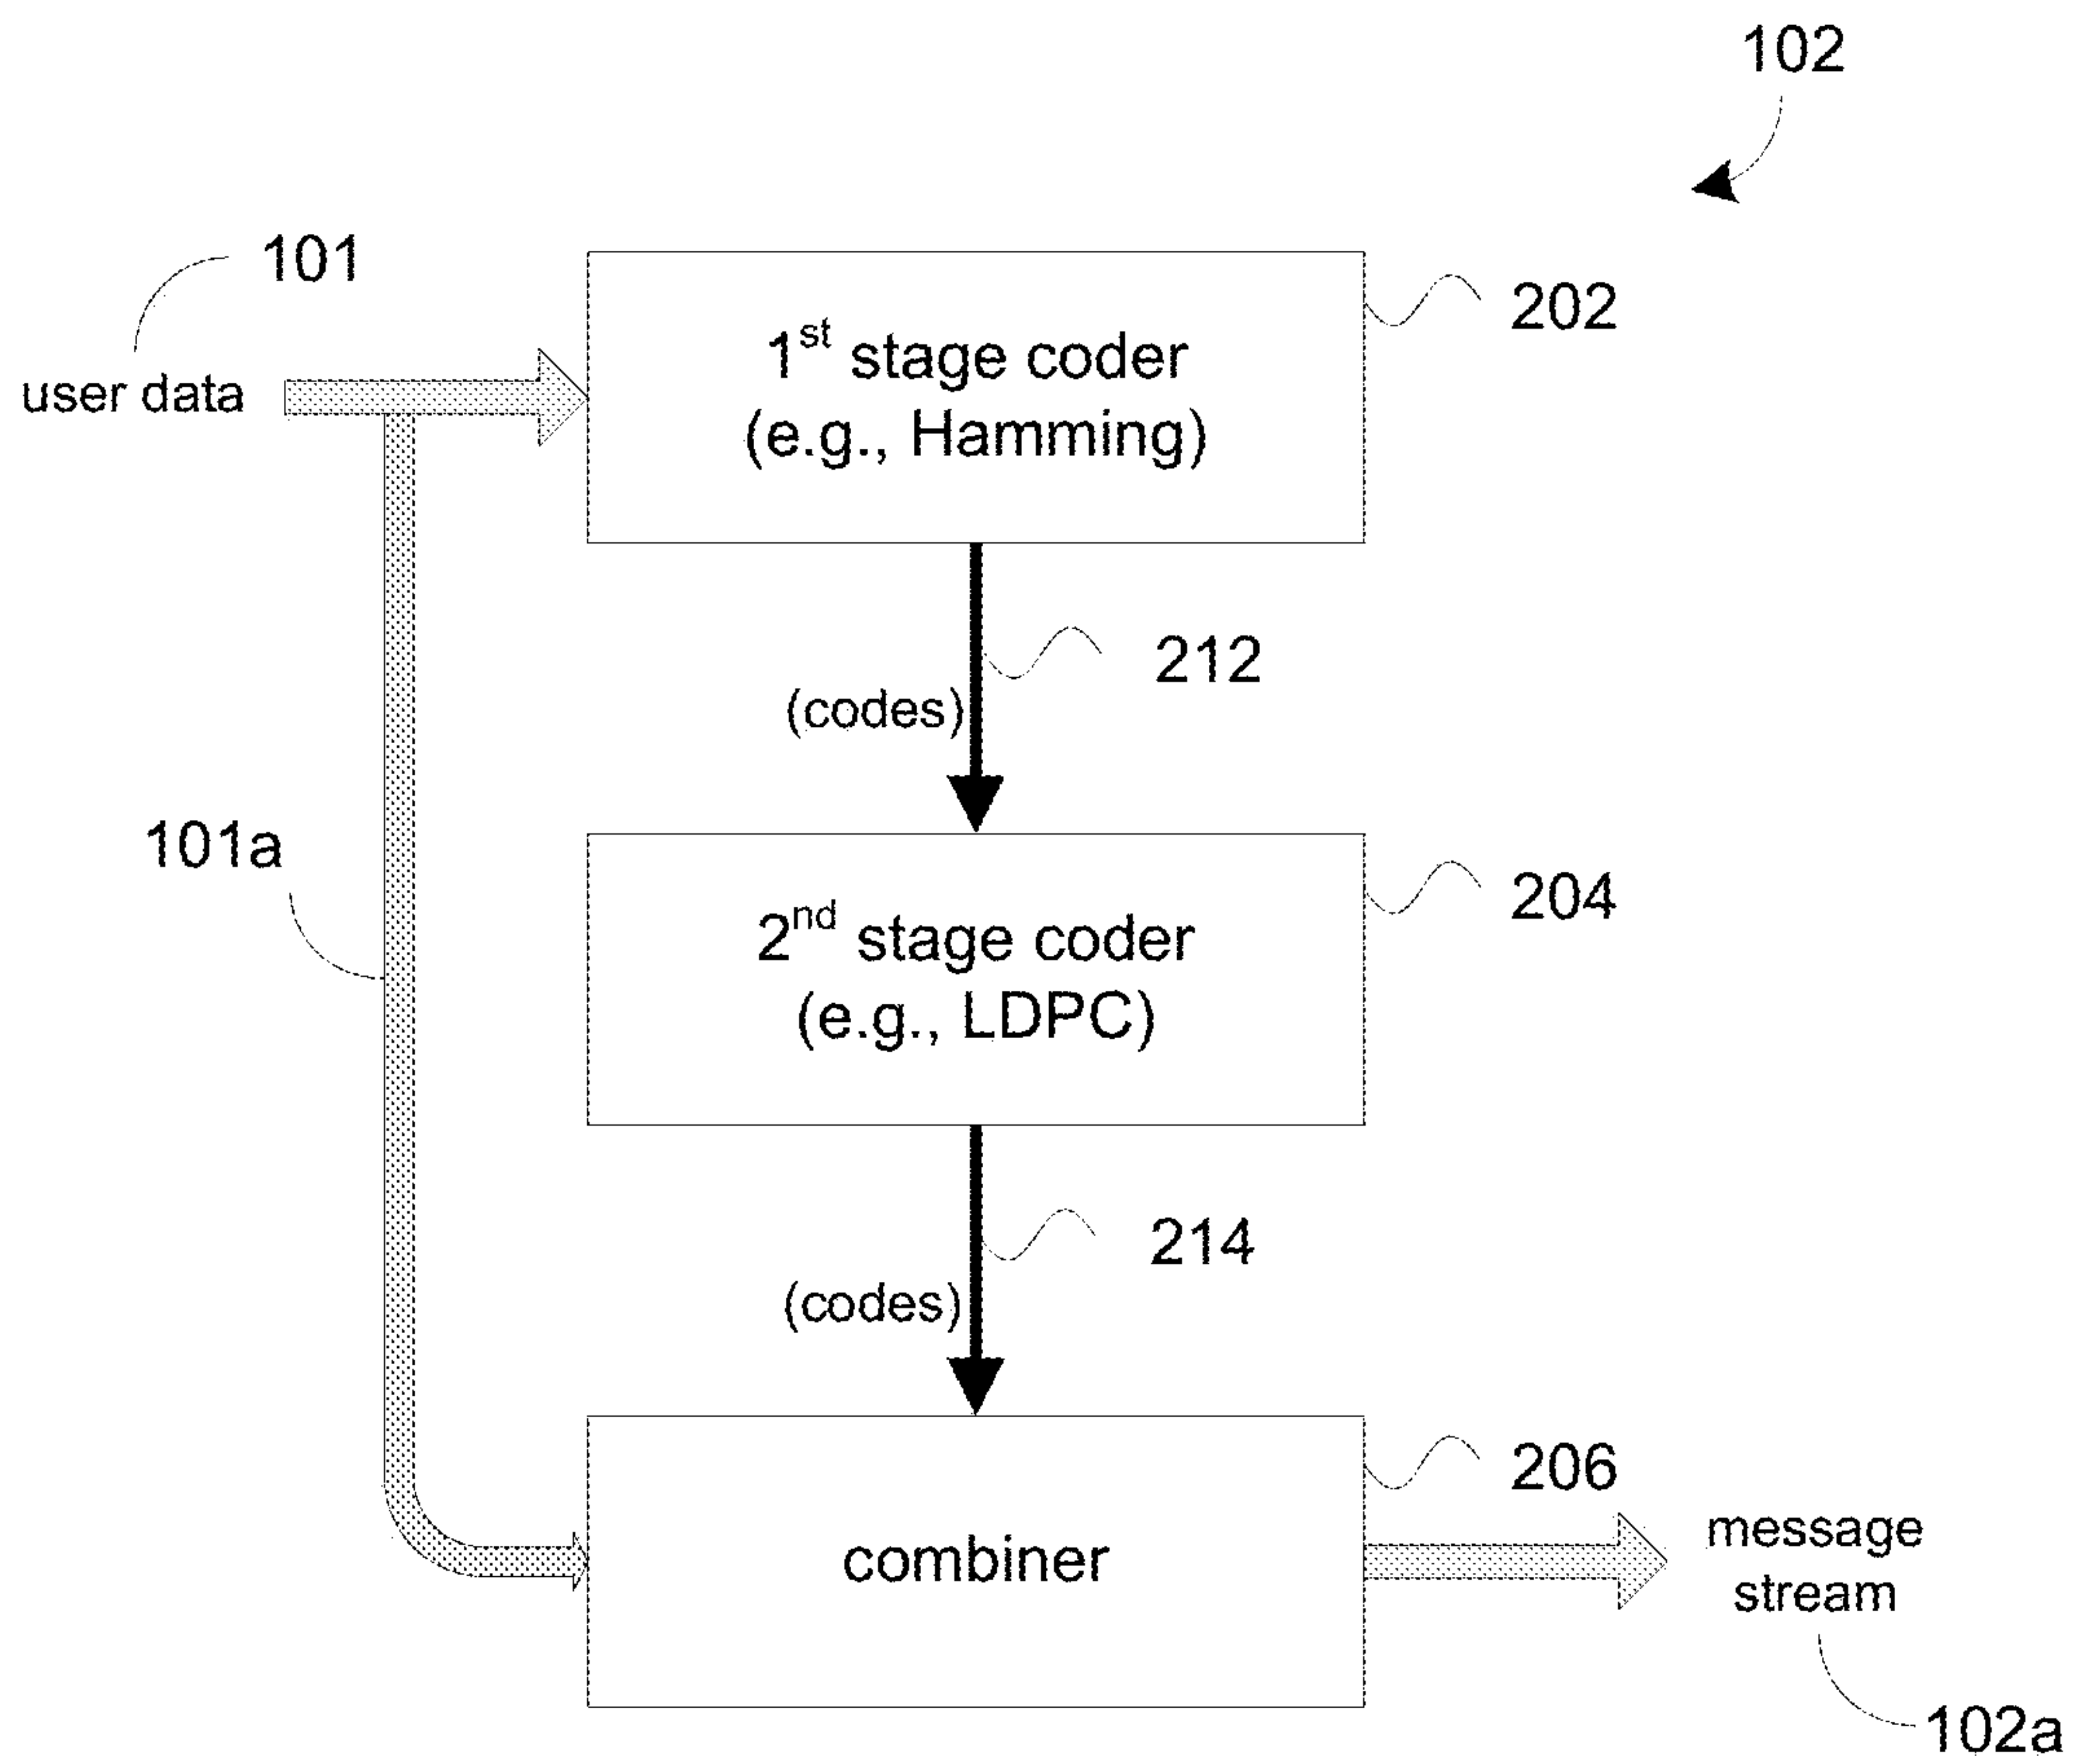 102
101
user data
1st stage coder
(e.g., Hamming)
202
212
(codes)
101a
2nd stage coder
(e.g., LDPC)
204
214
(codes)
206
combiner
message
stream
102a